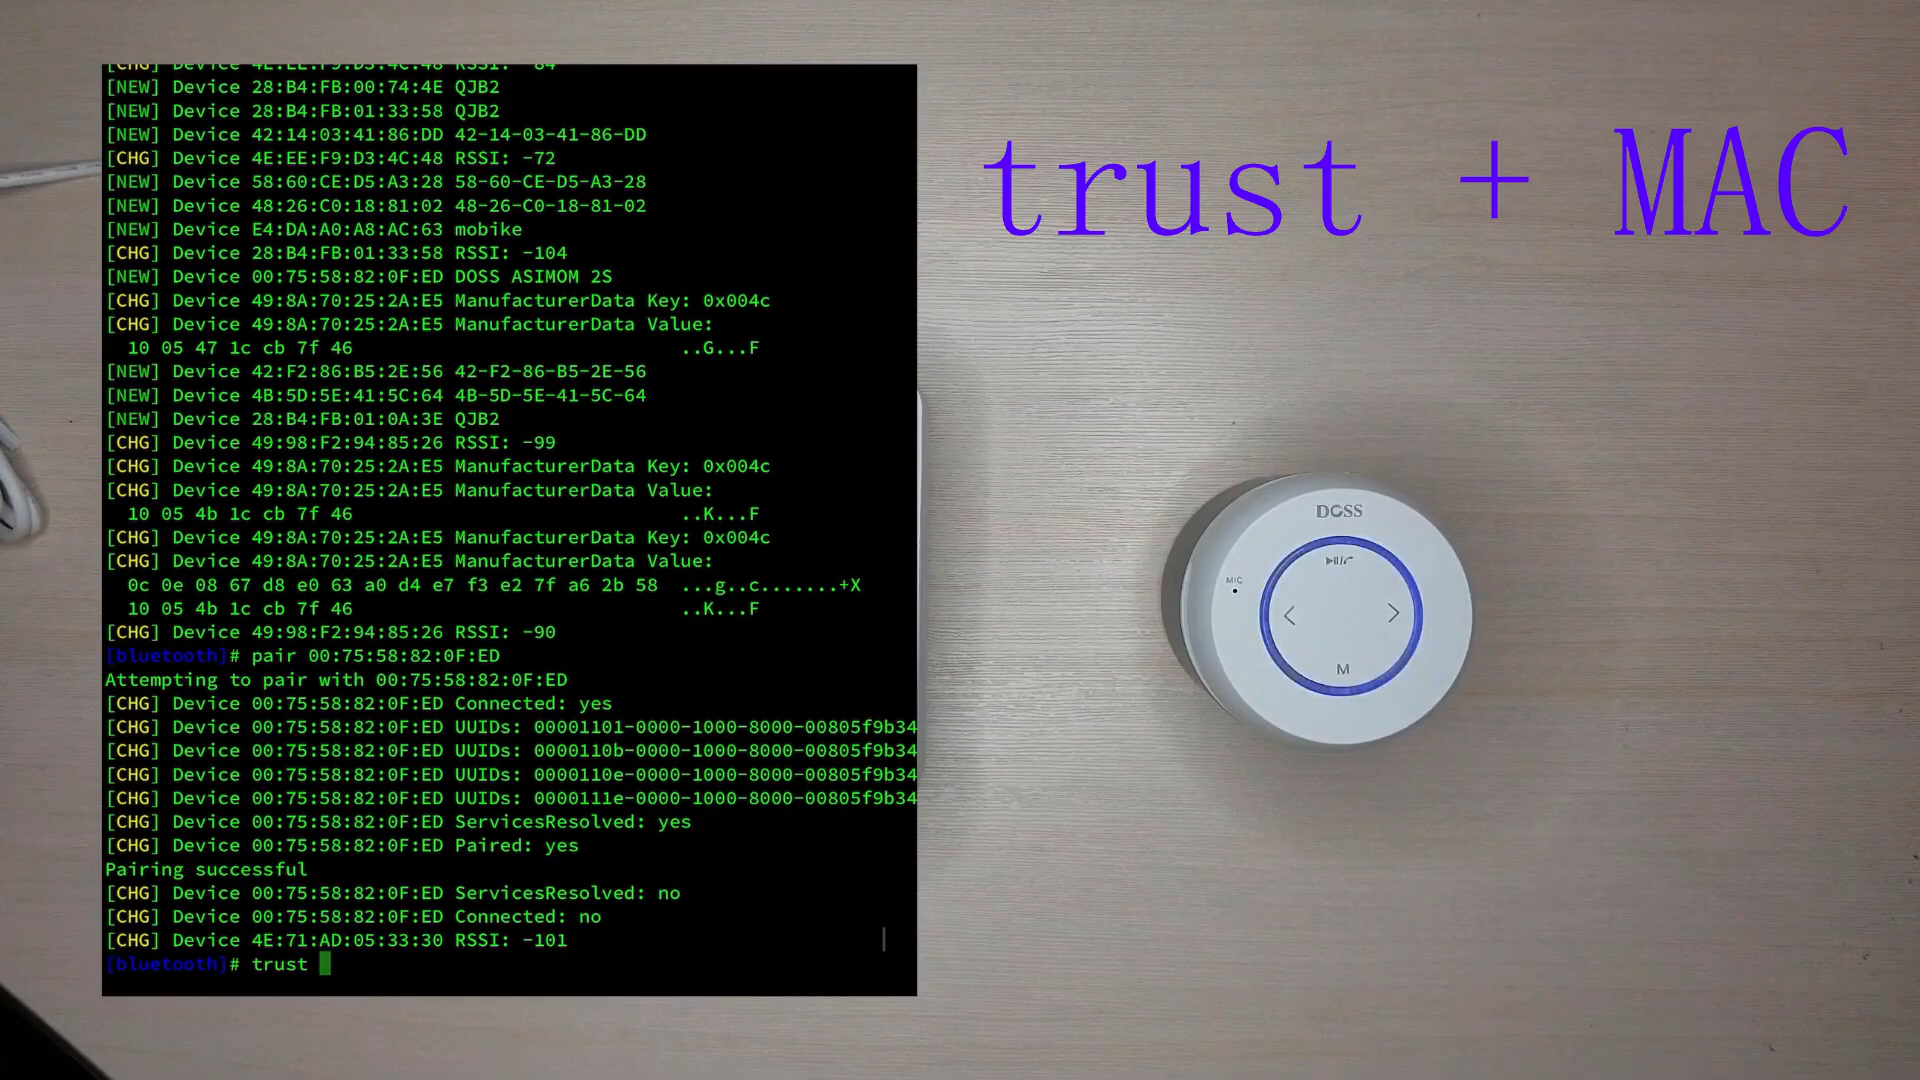 [CHG] Device 4E:EE:F9:D3:4C:48 RSSI: -84
[NEW] Device 28:B4:FB:00:74:4E QJB2
[NEW] Device 28:B4:FB:01:33:58 QJB2
[NEW] Device 42:14:03:41:86:DD 42-14-03-41-86-DD
[CHG] Device 4E:EE:F9:D3:4C:48 RSSI: -72
[NEW] Device 58:60:CE:D5:A3:28 58-60-CE-D5-A3-28
[NEW] Device 48:26:C0:18:81:02 48-26-C0-18-81-02
[NEW] Device E4:DA:A0:A8:AC:63 mobike
[CHG] Device 28:B4:FB:01:33:58 RSSI: -104
[NEW] Device 00:75:58:82:0F:ED DOSS ASIMOM 2S
[CHG] Device 49:8A:70:25:2A:E5 ManufacturerData Key: 0x004c
[CHG] Device 49:8A:70:25:2A:E5 ManufacturerData Value:
10 05 47 1c cb 7f 46 ..G...F
[NEW] Device 42:F2:86:B5:2E:56 42-F2-86-B5-2E-56
[NEW] Device 4B:5D:5E:41:5C:64 4B-5D-5E-41-5C-64
[NEW] Device 28:B4:FB:01:0A:3E QJB2
[CHG] Device 49:98:F2:94:85:26 RSSI: -99
[CHG] Device 49:8A:70:25:2A:E5 ManufacturerData Key: 0x004c
[CHG] Device 49:8A:70:25:2A:E5 ManufacturerData Value:
10 05 4b 1c cb 7f 46 ..K...F
[CHG] Device 49:8A:70:25:2A:E5 ManufacturerData Key: 0x004c
[CHG] Device 49:8A:70:25:2A:E5 ManufacturerData Value:
0c 0e 08 67 d8 e0 63 a0 d4 e7 f3 e2 7f a6 2b 58 ...g..c.......+X
10 05 4b 1c cb 7f 46 ..K...F
[CHG] Device 49:98:F2:94:85:26 RSSI: -90
[bluetooth]# pair 00:75:58:82:0F:ED
Attempting to pair with 00:75:58:82:0F:ED
[CHG] Device 00:75:58:82:0F:ED Connected: yes
[CHG] Device 00:75:58:82:0F:ED UUIDs: 00001101-0000-1000-8000-00805f9b34
[CHG] Device 00:75:58:82:0F:ED UUIDs: 0000110b-0000-1000-8000-00805f9b34
[CHG] Device 00:75:58:82:0F:ED UUIDs: 0000110e-0000-1000-8000-00805f9b34
[CHG] Device 00:75:58:82:0F:ED UUIDs: 0000111e-0000-1000-8000-00805f9b34
[CHG] Device 00:75:58:82:0F:ED ServicesResolved: yes
[CHG] Device 00:75:58:82:0F:ED Paired: yes
Pairing successful
[CHG] Device 00:75:58:82:0F:ED ServicesResolved: no
[CHG] Device 00:75:58:82:0F:ED Connected: no
[CHG] Device 4E:71:AD:05:33:30 RSSI: -101
[bluetooth]# trust
trust + MAC
DOSS
MIC
M